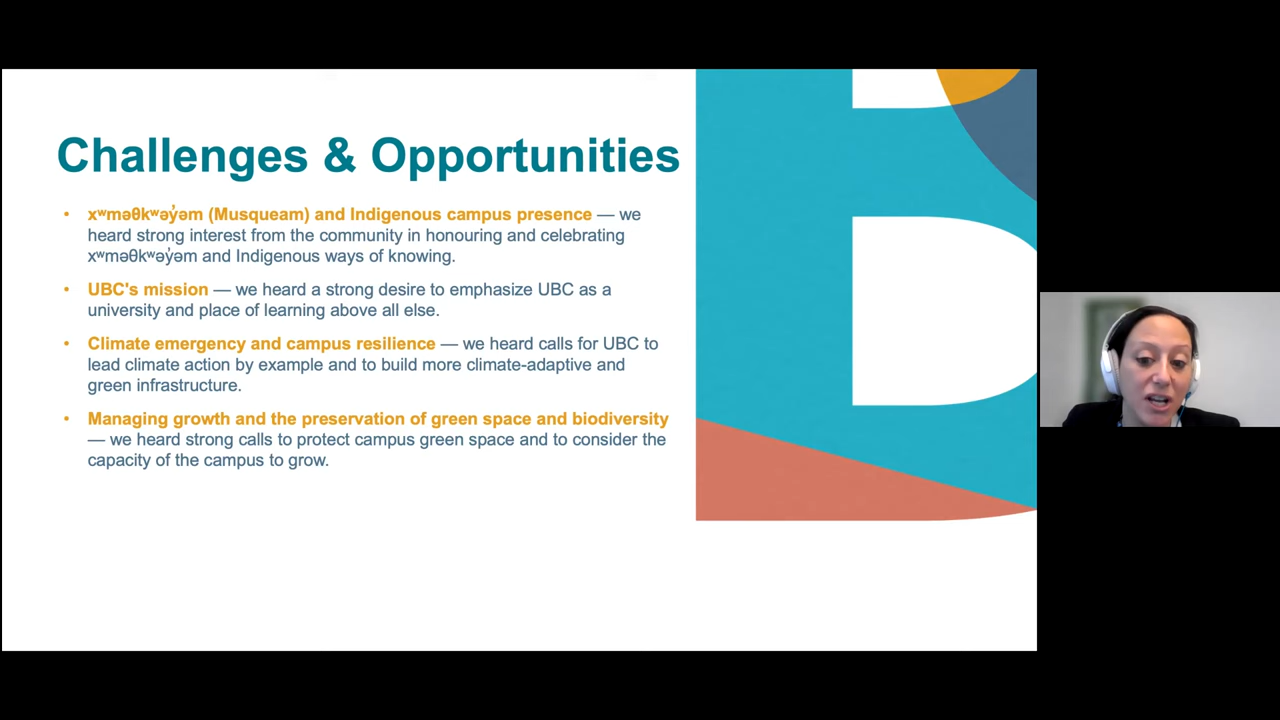 Challenges & Opportunities
• xʷməθkʷəy̓əm (Musqueam) and Indigenous campus presence — we
heard strong interest from the community in honouring and celebrating
xʷməθkʷəy̓əm and Indigenous ways of knowing.
• UBC's mission — we heard a strong desire to emphasize UBC as a
university and place of learning above all else.
• Climate emergency and campus resilience — we heard calls for UBC to
lead climate action by example and to build more climate-adaptive and
green infrastructure.
• Managing growth and the preservation of green space and biodiversity
— we heard strong calls to protect campus green space and to consider the
capacity of the campus to grow.